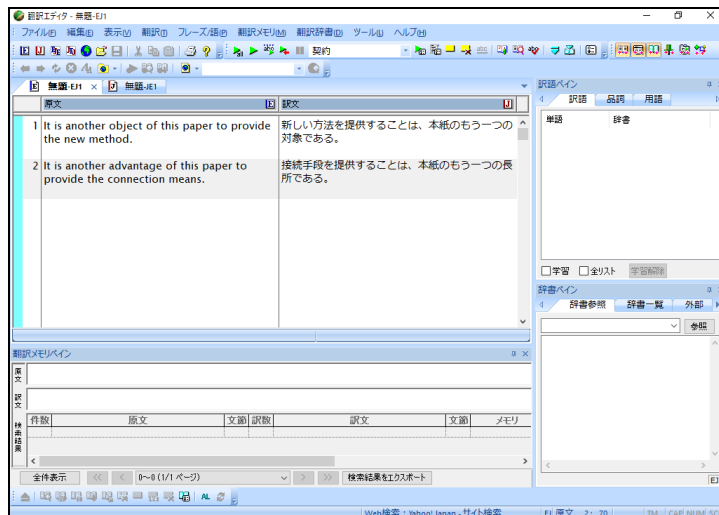 翻訳エディタ - 無題-EJ1
ファイル(F) 編集(E) 表示(V) 翻訳(T) フレーズ/語(P) 翻訳メモリ(M) 翻訳辞書(D) ツール(L) ヘルプ(H)
契約
無題-EJ1 × 無題-JE1
原文 E 訳文 J
1 It is another object of this paper to provide
the new method.
新しい方法を提供することは、本紙のもう一つの
対象である。
2 It is another advantage of this paper to
provide the connection means.
接続手段を提供することは、本紙のもう一つの長
所である。
訳語ペイン
訳語 品詞 用語
単語 辞書
学習 全リスト 学習解除
辞書ペイン
辞書参照 辞書一覧 外部
参照
翻訳メモリペイン
原文
訳文
検索結果
件数 原文 文節 訳数 訳文 文節 メモリ
全件表示 0～0 (1/1 ページ) 検索結果をエクスポート
AL
EJ
Web検索：Yahoo! Japan - サイト検索 EJ 原文 2: 70 TM CAP NUM SC